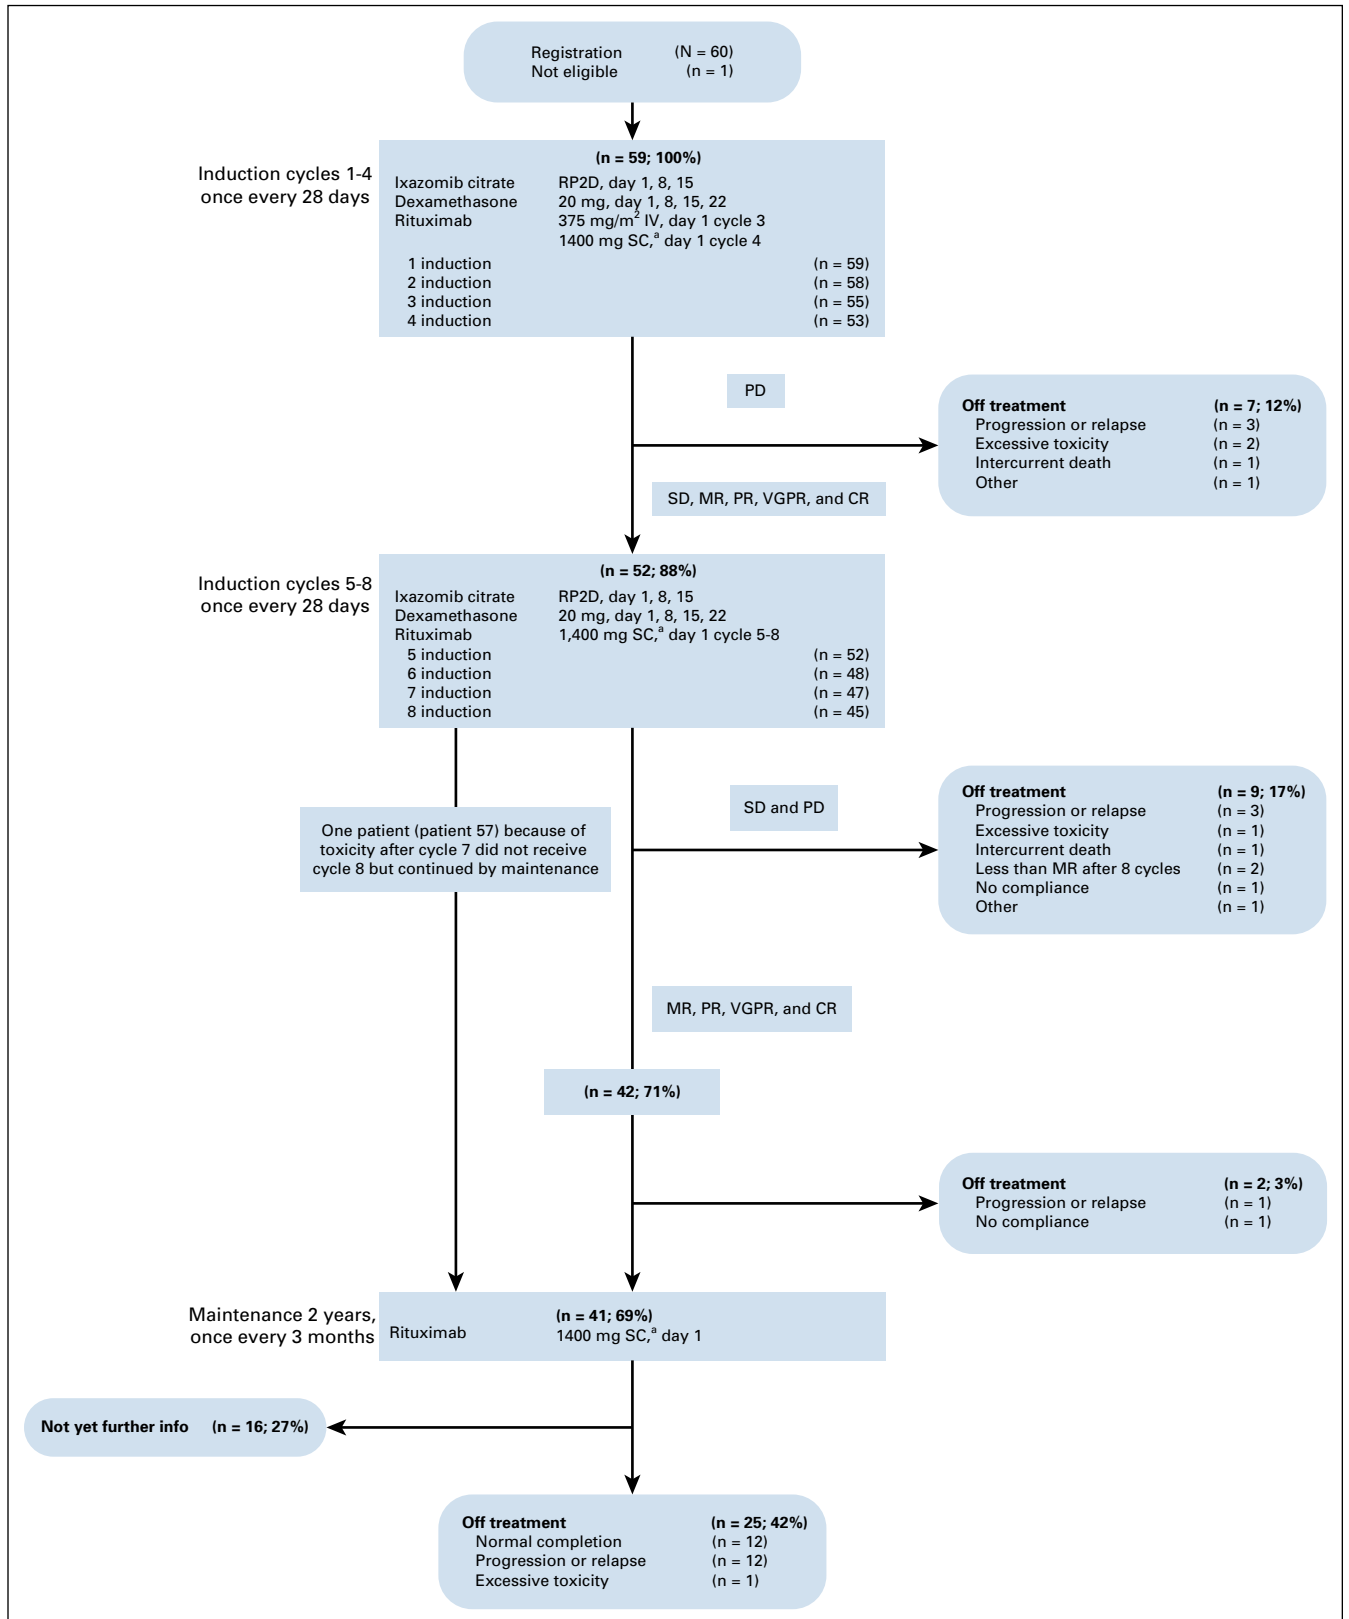 Registration (N = 60)
Not eligible (n = 1)
Induction cycles 1-4
once every 28 days
(n = 59; 100%)
Ixazomib citrate RP2D, day 1, 8, 15
Dexamethasone 20 mg, day 1, 8, 15, 22
Rituximab 375 mg/m² IV, day 1 cycle 3
1400 mg SC,ᵃ day 1 cycle 4
1 induction (n = 59)
2 induction (n = 58)
3 induction (n = 55)
4 induction (n = 53)
PD
Off treatment (n = 7; 12%)
Progression or relapse (n = 3)
Excessive toxicity (n = 2)
Intercurrent death (n = 1)
Other (n = 1)
SD, MR, PR, VGPR, and CR
Induction cycles 5-8
once every 28 days
(n = 52; 88%)
Ixazomib citrate RP2D, day 1, 8, 15
Dexamethasone 20 mg, day 1, 8, 15, 22
Rituximab 1,400 mg SC,ᵃ day 1 cycle 5-8
5 induction (n = 52)
6 induction (n = 48)
7 induction (n = 47)
8 induction (n = 45)
SD and PD
Off treatment (n = 9; 17%)
Progression or relapse (n = 3)
Excessive toxicity (n = 1)
Intercurrent death (n = 1)
Less than MR after 8 cycles (n = 2)
No compliance (n = 1)
Other (n = 1)
One patient (patient 57) because of
toxicity after cycle 7 did not receive
cycle 8 but continued by maintenance
MR, PR, VGPR, and CR
(n = 42; 71%)
Off treatment (n = 2; 3%)
Progression or relapse (n = 1)
No compliance (n = 1)
Maintenance 2 years,
once every 3 months
(n = 41; 69%)
Rituximab 1400 mg SC,ᵃ day 1
Not yet further info (n = 16; 27%)
Off treatment (n = 25; 42%)
Normal completion (n = 12)
Progression or relapse (n = 12)
Excessive toxicity (n = 1)